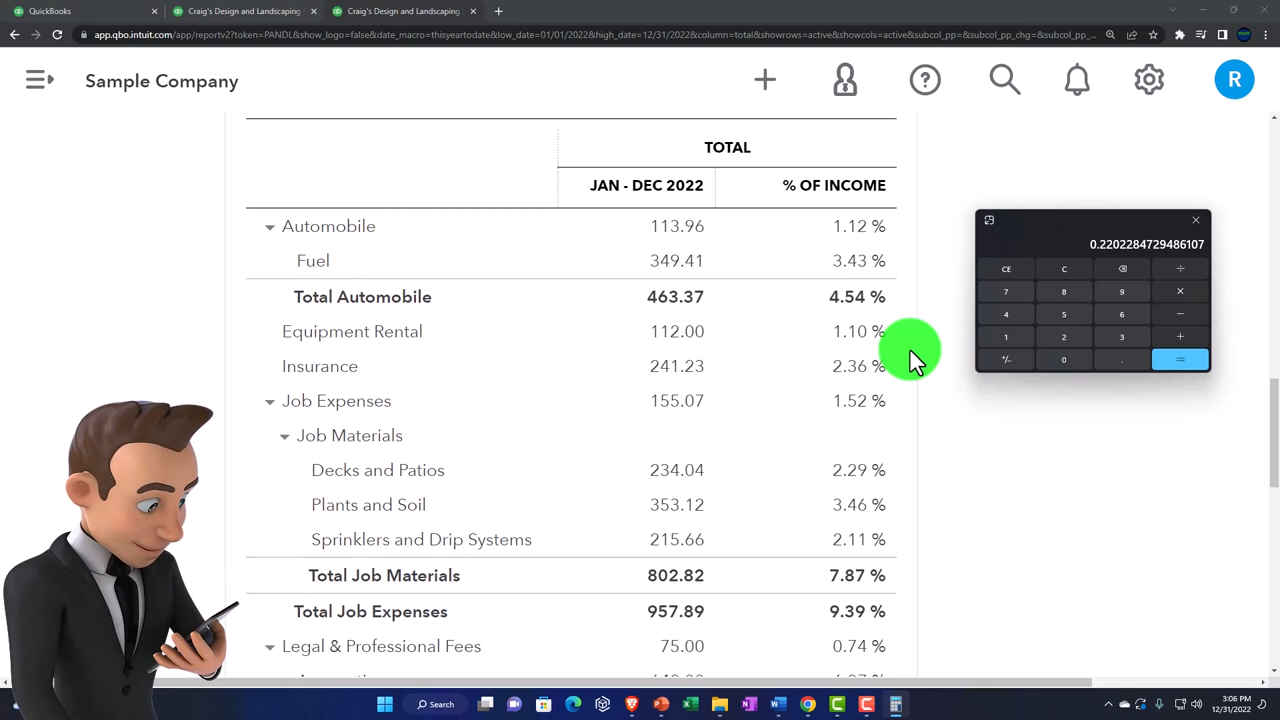 QuickBooks × Craig's Design and Landscaping × Craig's Design and Landscaping × +
app.qbo.intuit.com/app/reportv2?token=PANDL&show_logo=false&date_macro=thisyeartodate&low_date=01/01/2022&high_date=12/31/2022&column=total&showrows=active&showcols=active&subcol_pp=&subcol_pp_chg=&subcol_pp_...
Sample Company
R
TOTAL
JAN - DEC 2022 % OF INCOME
Automobile 113.96 1.12 %
Fuel 349.41 3.43 %
Total Automobile 463.37 4.54 %
Equipment Rental 112.00 1.10 %
Insurance 241.23 2.36 %
Job Expenses 155.07 1.52 %
Job Materials
Decks and Patios 234.04 2.29 %
Plants and Soil 353.12 3.46 %
Sprinklers and Drip Systems 215.66 2.11 %
Total Job Materials 802.82 7.87 %
Total Job Expenses 957.89 9.39 %
Legal & Professional Fees 75.00 0.74 %
0.2202284729486107
CE C ÷
7 8 9 ×
4 5 6 −
1 2 3 +
+/− 0 . =
Search
3:06 PM
12/31/2022